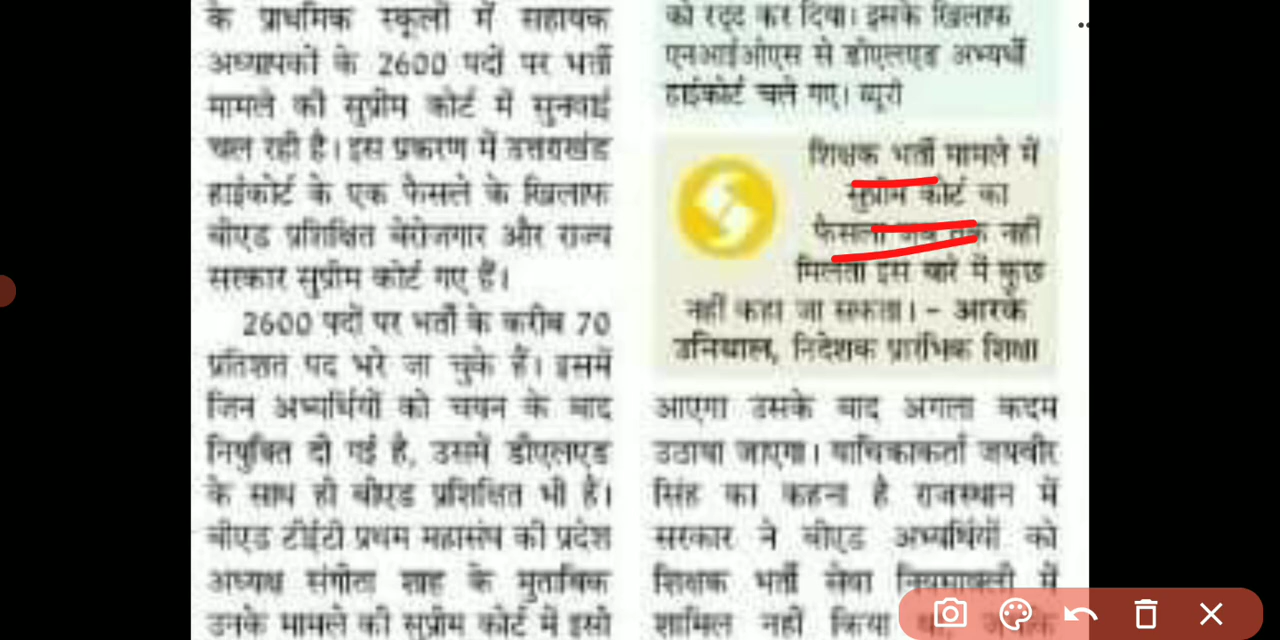 के प्राथमिक स्कूलों में सहायक
अध्यापकों के 2600 पदों पर भर्ती
मामले की सुप्रीम कोर्ट में सुनवाई
चल रही है। इस प्रकरण में उत्तराखंड
हाईकोर्ट के एक फैसले के खिलाफ
बीएड प्रशिक्षित बेरोजगार और राज्य
सरकार सुप्रीम कोर्ट गए हैं।
2600 पदों पर भर्ती के करीब 70
प्रतिशत पद भरे जा चुके हैं। इसमें
जिन अभ्यर्थियों को चयन के बाद
नियुक्ति दी गई है, उसमें डीएलएड
के साथ ही बीएड प्रशिक्षित भी हैं।
बीएड टीईटी प्रथम महासंघ की प्रदेश
अध्यक्ष संगीता शाह के मुताबिक
उनके मामले की सुप्रीम कोर्ट में इसी
को रद्द कर दिया। इसके खिलाफ
एनआईओएस से डीएलएड अभ्यर्थी
हाईकोर्ट चले गए। ब्यूरो
शिक्षक भर्ती मामले में
सुप्रीम कोर्ट का
फैसला जब तक नहीं
मिलता इस बारे में कुछ
नहीं कहा जा सकता। - आरके
उनियाल, निदेशक प्रारंभिक शिक्षा
आएगा उसके बाद अगला कदम
उठाया जाएगा। याचिकाकर्ता जयवीर
सिंह का कहना है राजस्थान में
सरकार ने बीएड अभ्यर्थियों को
शिक्षक भर्ती सेवा नियमावली में
शामिल नहीं किया